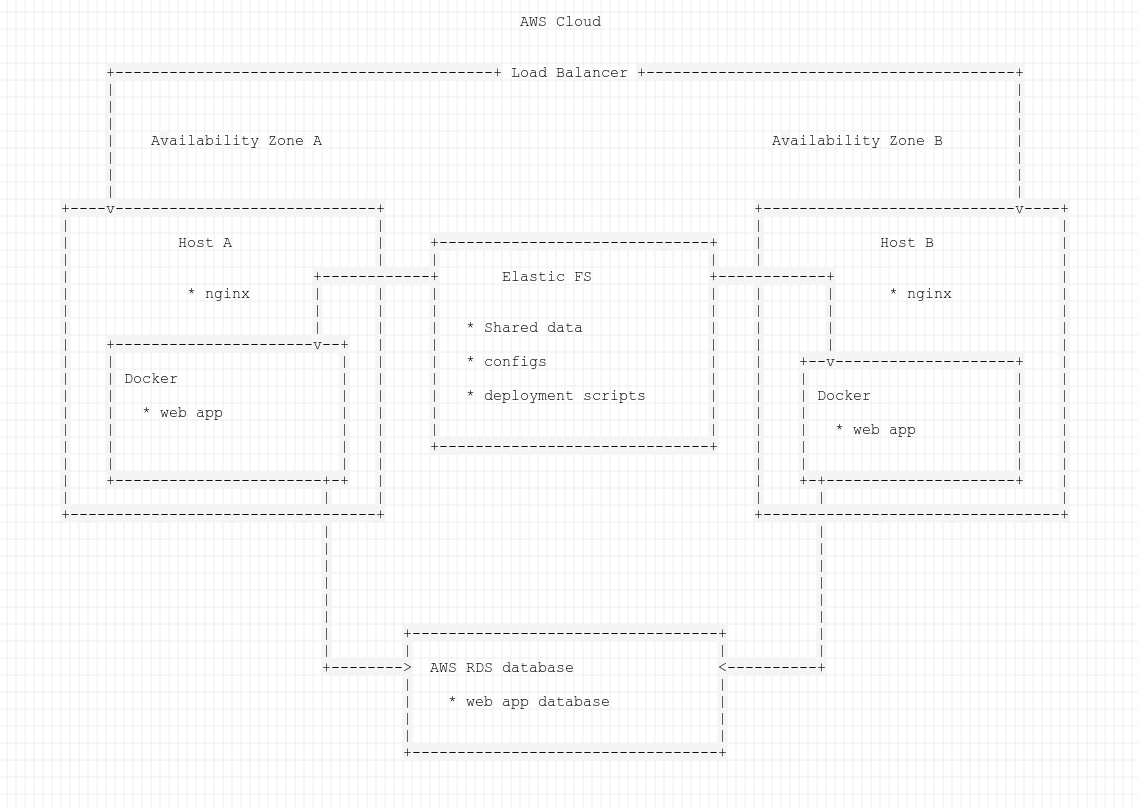 AWS Cloud
Load Balancer
Availability Zone A
Availability Zone B
Host A
* nginx
Docker
* web app
Elastic FS
* Shared data
* configs
* deployment scripts
Host B
* nginx
Docker
* web app
AWS RDS database
* web app database